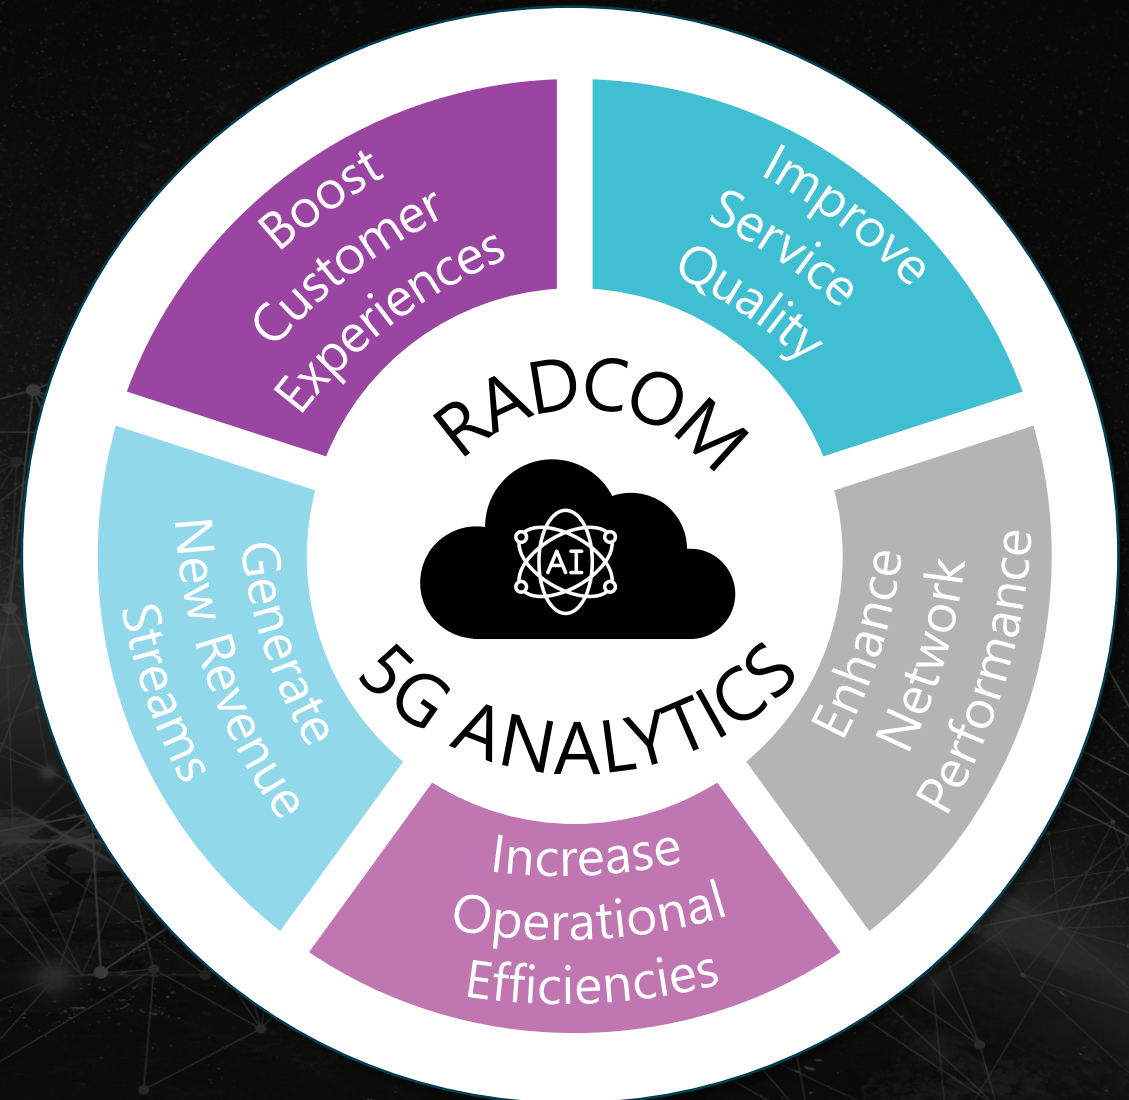 Boost
Customer
Experiences
Improve
Service
Quality
Enhance
Network
Performance
Increase
Operational
Efficiencies
Generate
New Revenue
Streams
RADCOM
AI
5G ANALYTICS